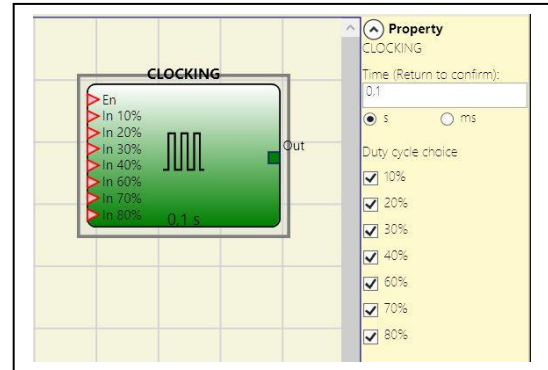 CLOCKING
En
In 10%
In 20%
In 30%
In 40%
In 60%
In 70%
In 80%
Out
0,1 s
Property
CLOCKING
Time (Return to confirm):
0,1
s
ms
Duty cycle choice
10%
20%
30%
40%
60%
70%
80%